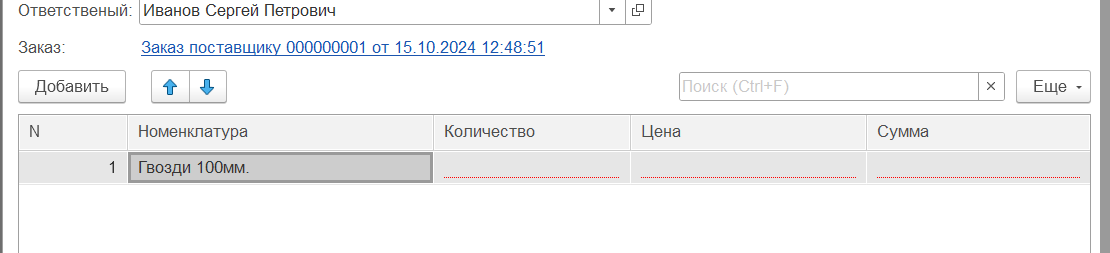 Ответственый: Иванов Сергей Петрович
Заказ: Заказ поставщику 000000001 от 15.10.2024 12:48:51
Добавить Поиск (Ctrl+F) × Еще
N Номенклатура Количество Цена Сумма
1 Гвозди 100мм.